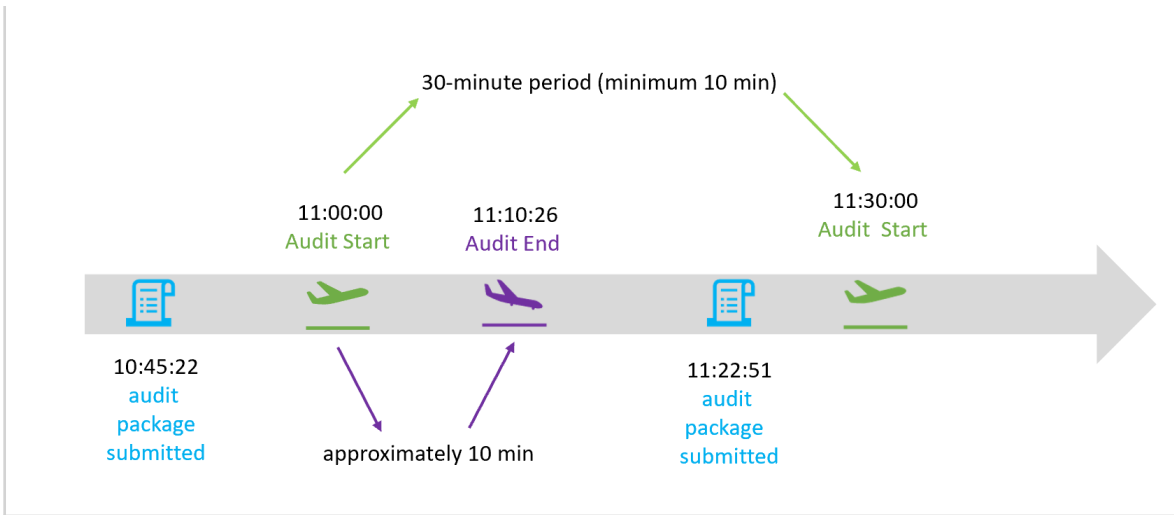 30-minute period (minimum 10 min)
11:00:00
Audit Start
11:10:26
Audit End
11:30:00
Audit  Start
10:45:22
audit
package
submitted
approximately 10 min
11:22:51
audit
package
submitted